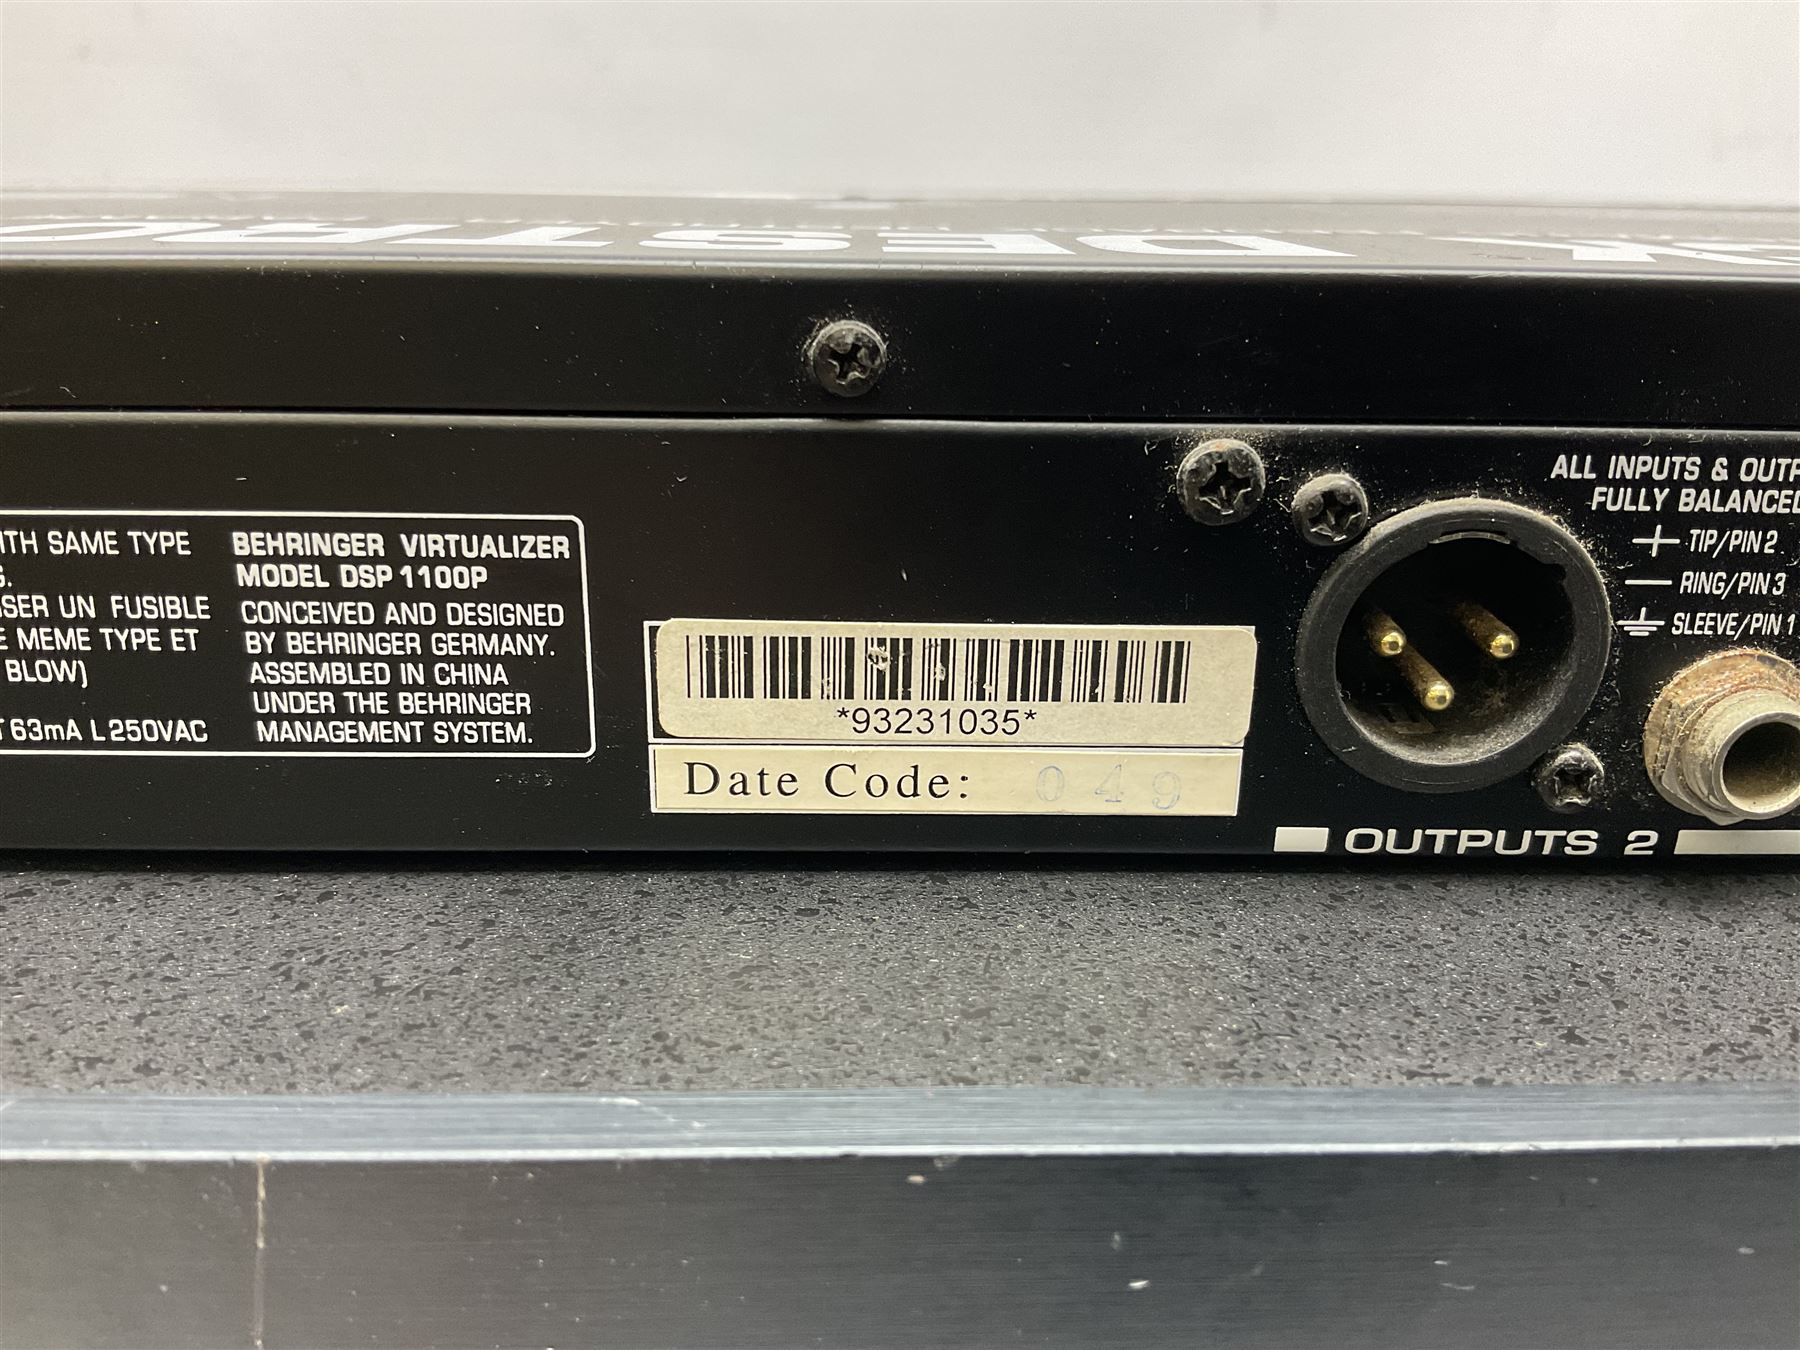 DESTRO
ITH SAME TYPE
G.
SSER UN FUSIBLE
E MEME TYPE ET
BLOW)
T 63mA L 250VAC
BEHRINGER VIRTUALIZER
MODEL DSP 1100P
CONCEIVED AND DESIGNED
BY BEHRINGER GERMANY.
ASSEMBLED IN CHINA
UNDER THE BEHRINGER
MANAGEMENT SYSTEM.
*93231035*
Date Code: 049
ALL INPUTS & OUTP
FULLY BALANCED
+ TIP/PIN 2
— RING/PIN 3
SLEEVE/PIN 1
OUTPUTS 2